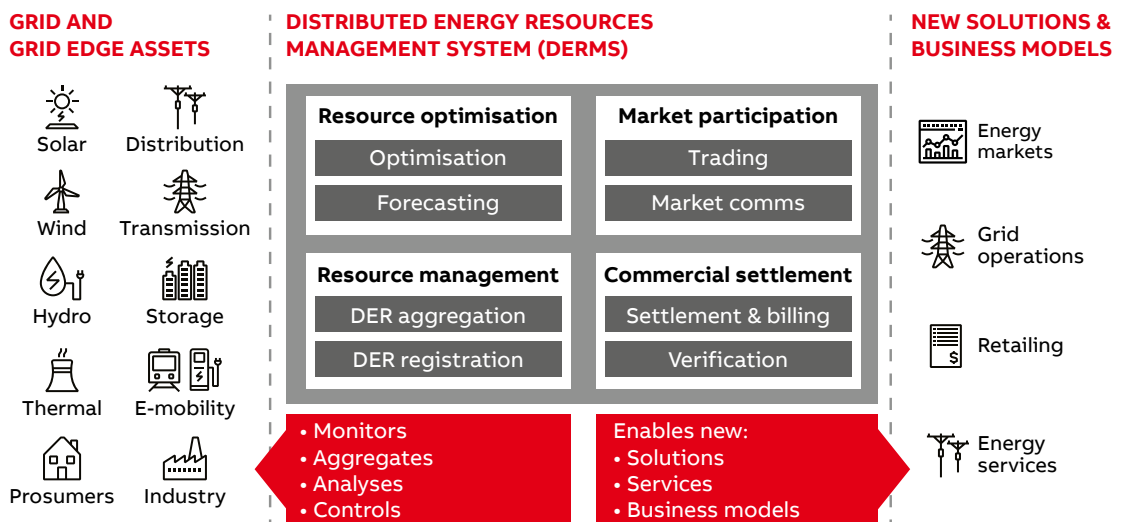 GRID AND
GRID EDGE ASSETS
Solar
Distribution
Wind
Transmission
Hydro
Storage
Thermal
E-mobility
Prosumers
Industry
DISTRIBUTED ENERGY RESOURCES
MANAGEMENT SYSTEM (DERMS)
Resource optimisation
Optimisation
Forecasting
Market participation
Trading
Market comms
Resource management
DER aggregation
DER registration
Commercial settlement
Settlement & billing
Verification
• Monitors
• Aggregates
• Analyses
• Controls
Enables new:
• Solutions
• Services
• Business models
NEW SOLUTIONS &
BUSINESS MODELS
Energy
markets
Grid
operations
$
Retailing
Energy
services